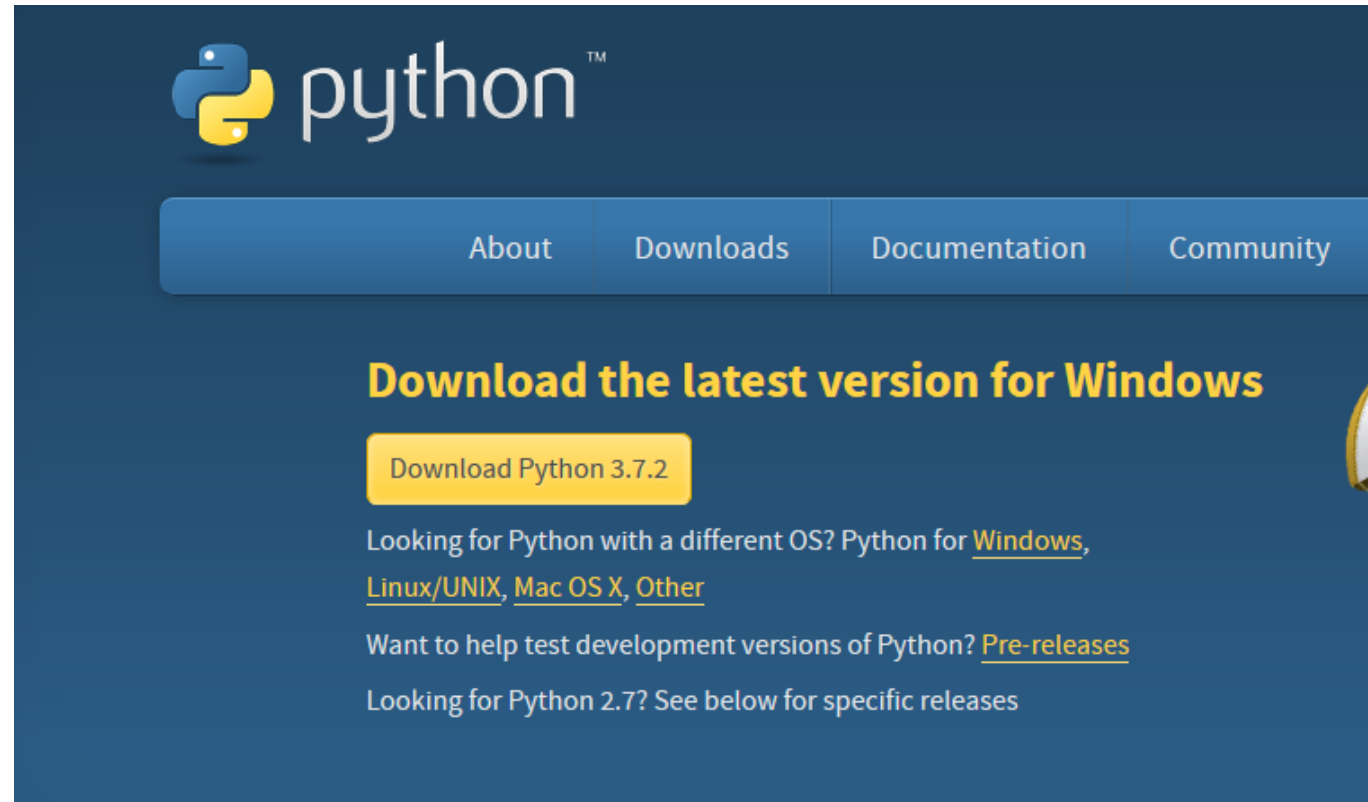 python™
About Downloads Documentation Community
Download the latest version for Windows
Download Python 3.7.2
Looking for Python with a different OS? Python for Windows,
Linux/UNIX, Mac OS X, Other
Want to help test development versions of Python? Pre-releases
Looking for Python 2.7? See below for specific releases